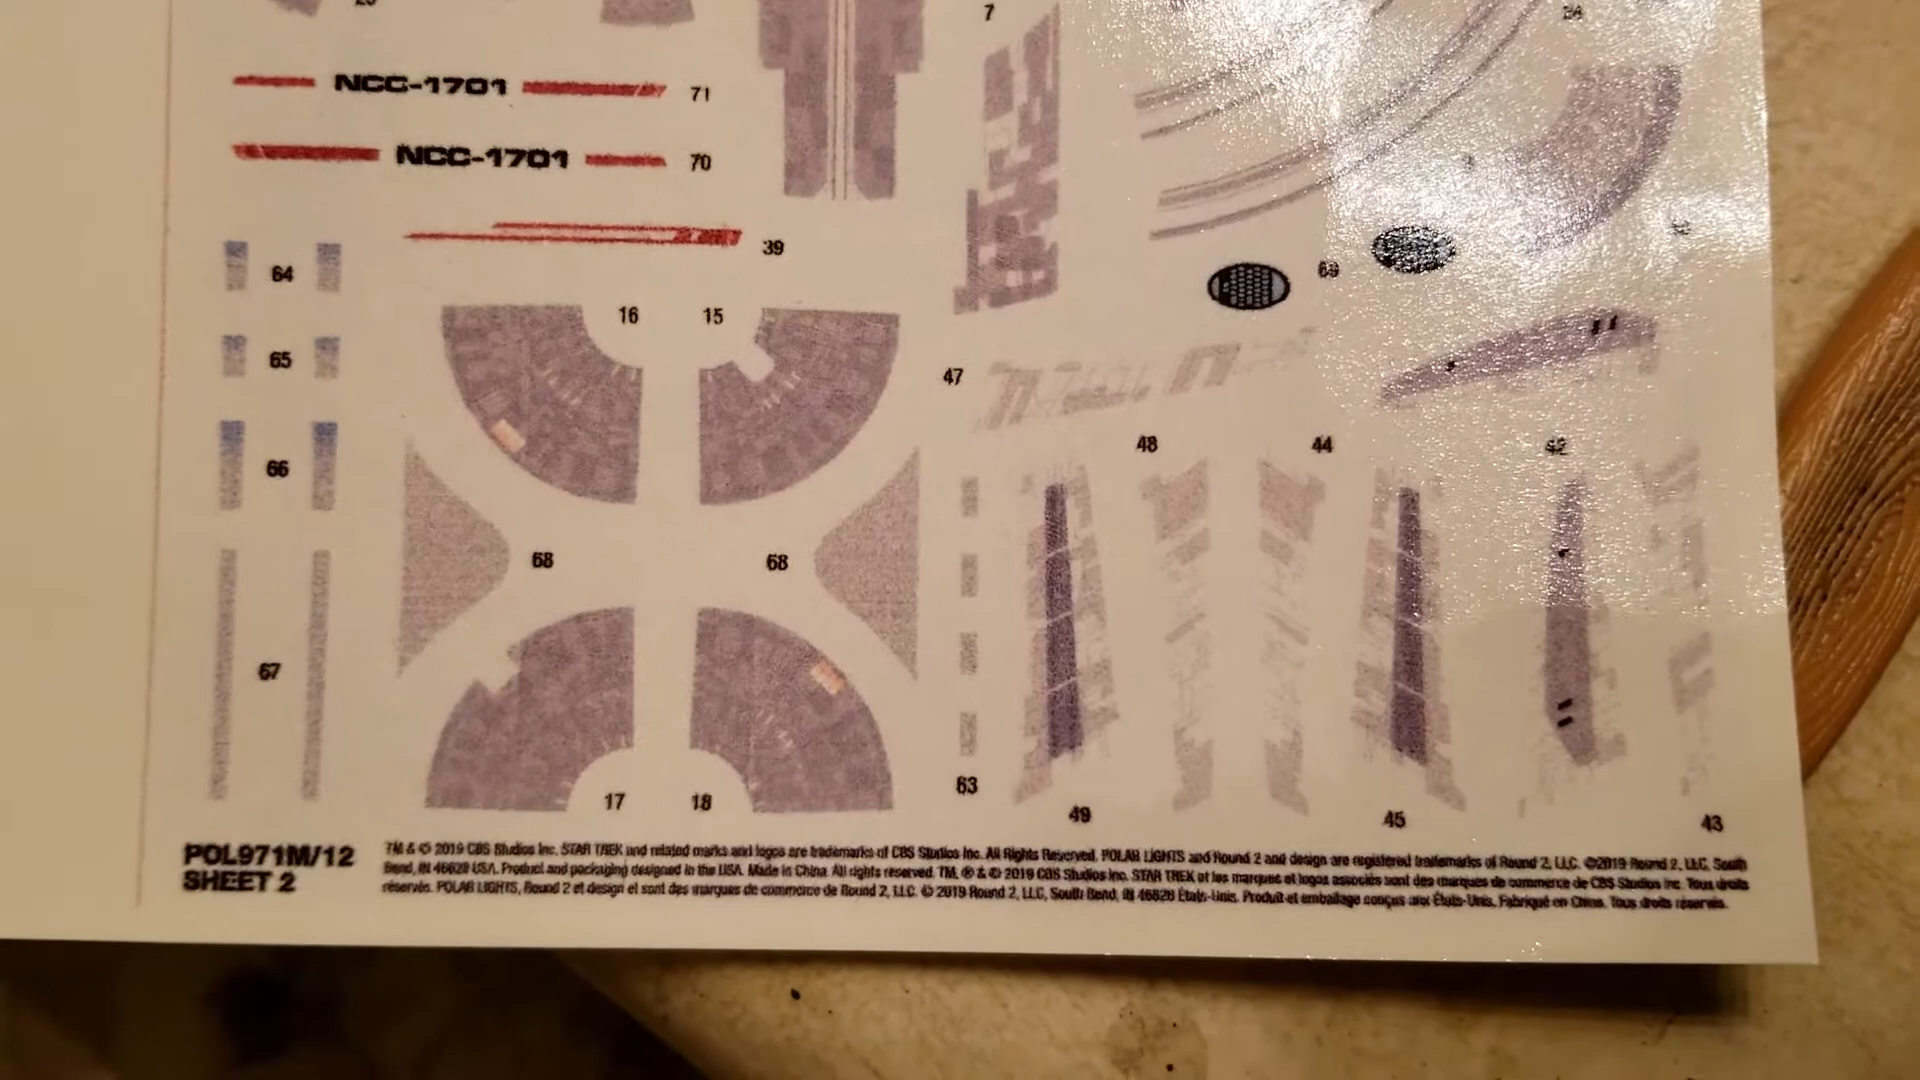 7
24
NCC-1701 71
NCC-1701 70
39
64
69
16 15
65
47
48 44 42
66
68 68
67
63
17 18
49 45 43
POL971M/12
SHEET 2
TM & © 2019 CBS Studios Inc. STAR TREK and related marks and logos are trademarks of CBS Studios Inc. All Rights Reserved. POLAR LIGHTS and Round 2 and design are registered trademarks of Round 2, LLC. ©2019 Round 2, LLC, South
Bend, IN 46628 USA. Product and packaging designed in the USA. Made in China. All rights reserved. TM, ® & © 2019 CBS Studios Inc. STAR TREK et les marques et logos associés sont des marques de commerce de CBS Studios Inc. Tous droits
réservés. POLAR LIGHTS, Round 2 et design et sont des marques de commerce de Round 2, LLC. © 2019 Round 2, LLC, South Bend, IN 46628 États-Unis. Produit et emballage conçus aux États-Unis. Fabriqué en Chine. Tous droits réservés.